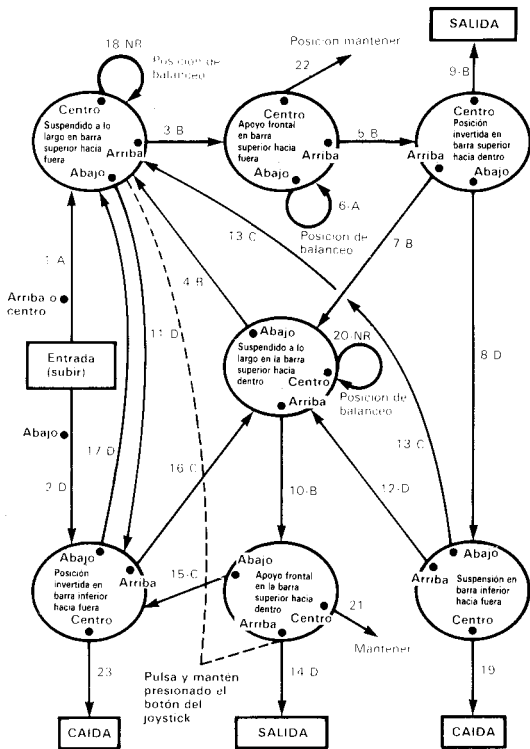 SALIDA
18 NR
Posición de
balanceo
Posicion mantener
22
9-B
Centro
Suspendido a lo
largo en barra
superior hacia
fuera
Arriba
Abajo
3 B
Centro
Apoyo frontal
en barra
superior hacia
fuera
Arriba
Abajo
5 B
Centro
Posición
invertida en
barra superior
hacia dentro
Arriba
Abajo
6-A
Posicion de
balanceo
1 A
13 C
7 B
4 B
Arriba o
centro
11 D
Entrada
(subir)
Abajo
Suspendido a lo
largo en la barra
superior hacia
dentro
Centro
Arriba
20-NR
Posicion de
balanceo
8 D
Abajo
17 D
13-C
2 D
16-C
12-D
10-B
Abajo
Posición
invertida en
barra inferior
hacia fuera
Centro
Arriba
15-C
Abajo
Apoyo frontal
en la barra
superior hacia
dentro
Centro
Arriba
21
Mantener
Abajo
Arriba
Suspensión en
barra inferior
hacia fuera
Centro
23
Pulsa y mantén
presionado el
botón del
joystick
14 D
19
CAIDA
SALIDA
CAIDA